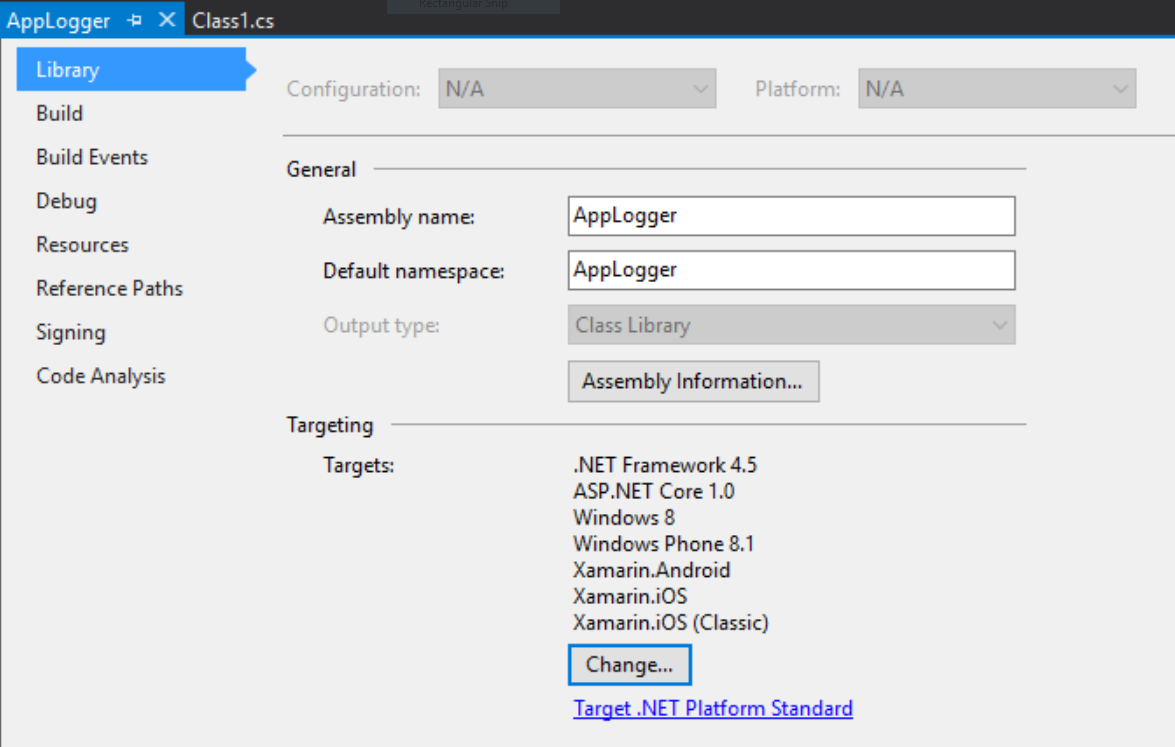 Rectangular Snip
AppLogger Class1.cs
Library
Build
Build Events
Debug
Resources
Reference Paths
Signing
Code Analysis
Configuration: N/A Platform: N/A
General
Assembly name: AppLogger
Default namespace: AppLogger
Output type: Class Library
Assembly Information...
Targeting
Targets: .NET Framework 4.5
ASP.NET Core 1.0
Windows 8
Windows Phone 8.1
Xamarin.Android
Xamarin.iOS
Xamarin.iOS (Classic)
Change...
Target .NET Platform Standard